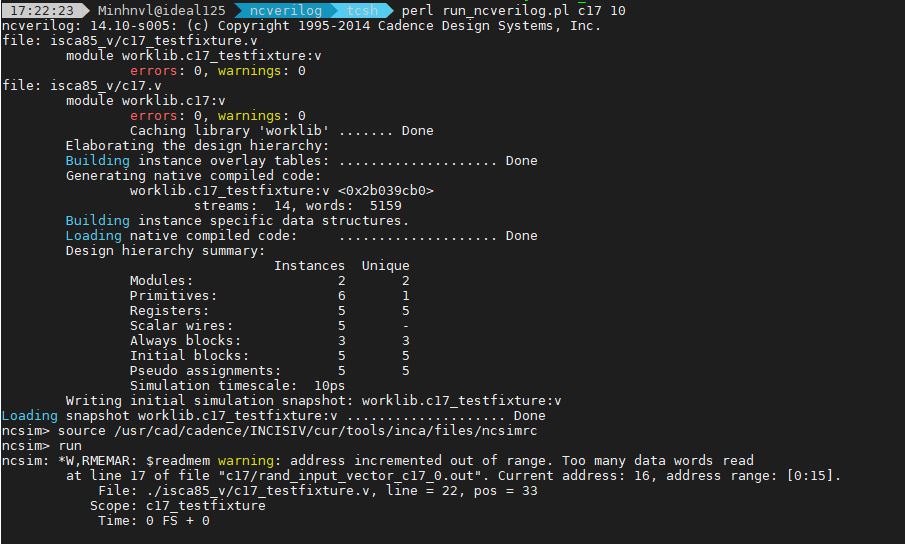 17:22:23 Minhnvl@ideal125 ncverilog tcsh perl run_ncverilog.pl c17 10
ncverilog: 14.10-s005: (c) Copyright 1995-2014 Cadence Design Systems, Inc.
file: isca85_v/c17_testfixture.v
module worklib.c17_testfixture:v
errors: 0, warnings: 0
file: isca85_v/c17.v
module worklib.c17:v
errors: 0, warnings: 0
Caching library 'worklib' ....... Done
Elaborating the design hierarchy:
Building instance overlay tables: .................... Done
Generating native compiled code:
worklib.c17_testfixture:v <0x2b039cb0>
streams: 14, words: 5159
Building instance specific data structures.
Loading native compiled code: .................... Done
Design hierarchy summary:
Instances Unique
Modules: 2 2
Primitives: 6 1
Registers: 5 5
Scalar wires: 5 -
Always blocks: 3 3
Initial blocks: 5 5
Pseudo assignments: 5 5
Simulation timescale: 10ps
Writing initial simulation snapshot: worklib.c17_testfixture:v
Loading snapshot worklib.c17_testfixture:v .................... Done
ncsim> source /usr/cad/cadence/INCISIV/cur/tools/inca/files/ncsimrc
ncsim> run
ncsim: *W,RMEMAR: $readmem warning: address incremented out of range. Too many data words read
at line 17 of file "c17/rand_input_vector_c17_0.out". Current address: 16, address range: [0:15].
File: ./isca85_v/c17_testfixture.v, line = 22, pos = 33
Scope: c17_testfixture
Time: 0 FS + 0